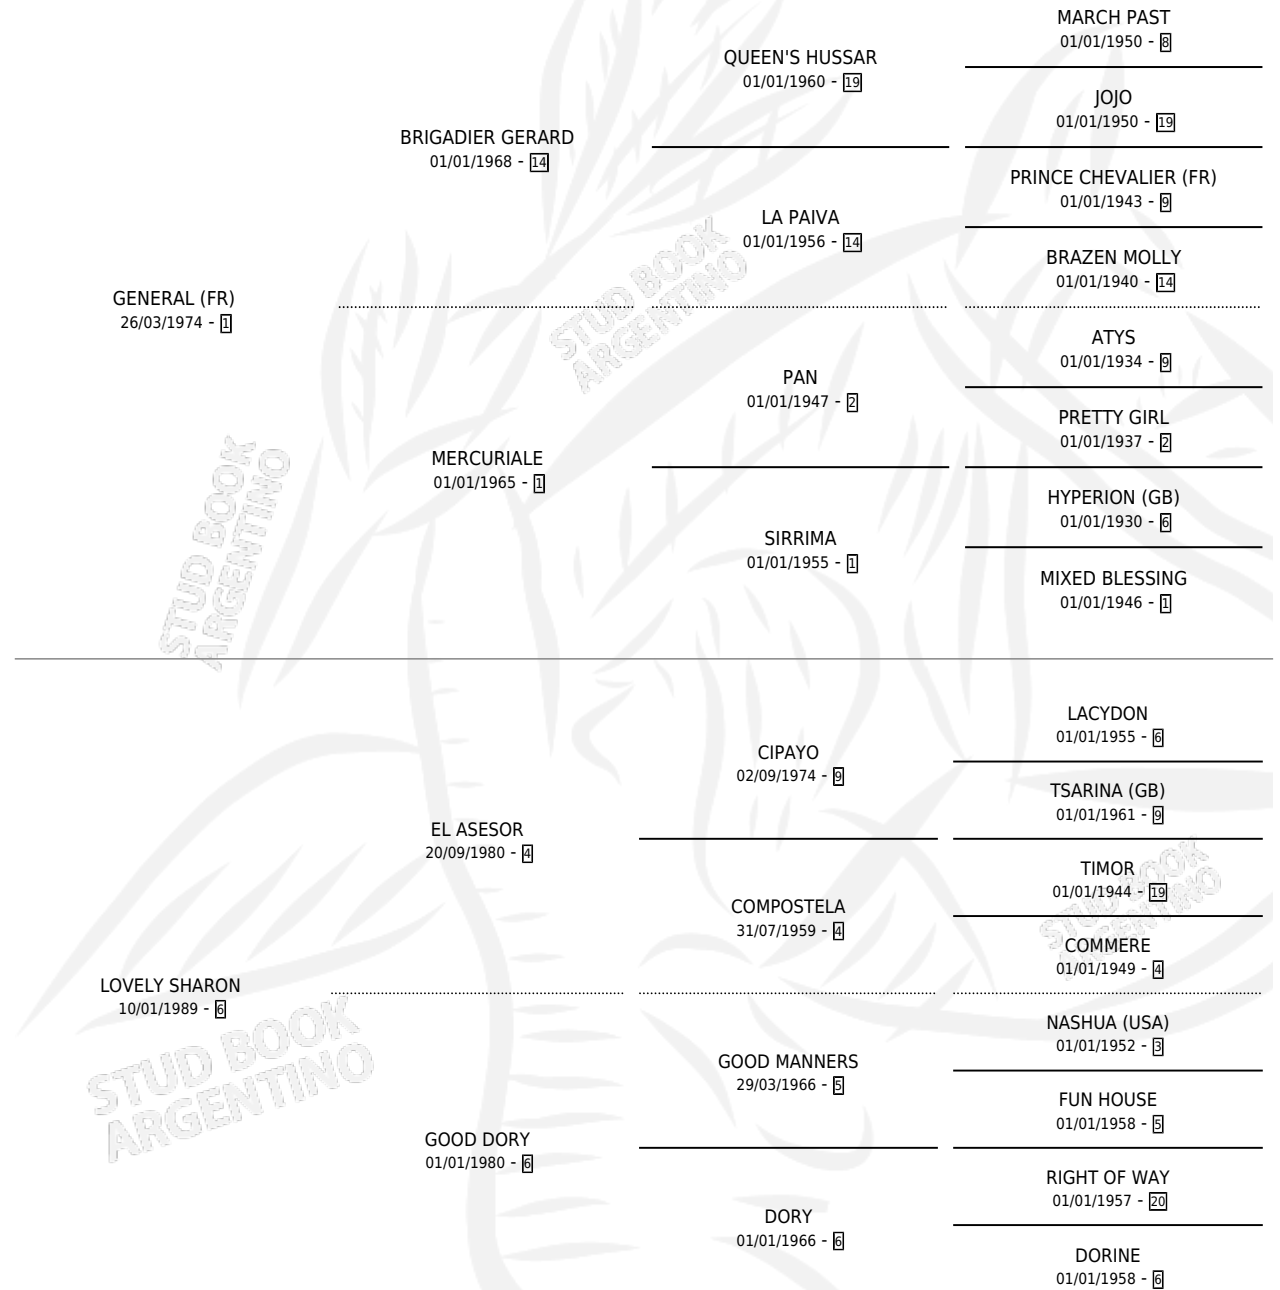 MARCH PAST
01/01/1950 - 8
QUEEN'S HUSSAR
01/01/1960 - 19
JOJO
01/01/1950 - 19
BRIGADIER GERARD
01/01/1968 - 14
PRINCE CHEVALIER (FR)
01/01/1943 - 9
LA PAIVA
01/01/1956 - 14
BRAZEN MOLLY
01/01/1940 - 14
GENERAL (FR)
26/03/1974 - 1
STUD BOOK
ARGENTINO
ATYS
01/01/1934 - 9
PAN
01/01/1947 - 2
PRETTY GIRL
01/01/1937 - 2
MERCURIALE
01/01/1965 - 1
HYPERION (GB)
01/01/1930 - 6
SIRRIMA
01/01/1955 - 1
MIXED BLESSING
01/01/1946 - 1
STUD BOOK
ARGENTINO
LACYDON
01/01/1955 - 6
CIPAYO
02/09/1974 - 9
TSARINA (GB)
01/01/1961 - 9
EL ASESOR
20/09/1980 - 4
TIMOR
01/01/1944 - 19
COMPOSTELA
31/07/1959 - 4
STUD BOOK
ARGENTINO
COMMERE
01/01/1949 - 4
LOVELY SHARON
10/01/1989 - 6
STUD BOOK
ARGENTINO
NASHUA (USA)
01/01/1952 - 3
GOOD MANNERS
29/03/1966 - 5
FUN HOUSE
01/01/1958 - 5
GOOD DORY
01/01/1980 - 6
RIGHT OF WAY
01/01/1957 - 20
DORY
01/01/1966 - 6
DORINE
01/01/1958 - 6